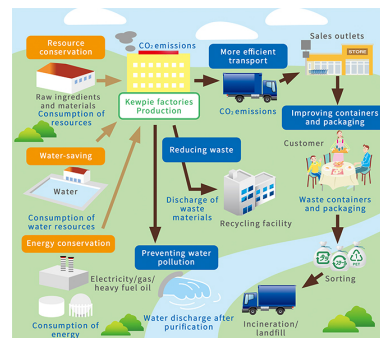 Resource
conservation
Raw ingredients
and materials
Consumption of
resources
CO₂ emissions
Kewpie factories
Production
More efficient
transport
CO₂ emissions
Sales outlets
STORE
Improving containers
and packaging
Customer
Waste containers
and packaging
Water-saving
Water
Consumption of
water resources
Reducing waste
Discharge of
waste
materials
Recycling facility
Energy conservation
Electricity/gas/
heavy fuel oil
Consumption of
energy
Preventing water
pollution
Water discharge after
purification
Sorting
PET
Incineration/
landfill